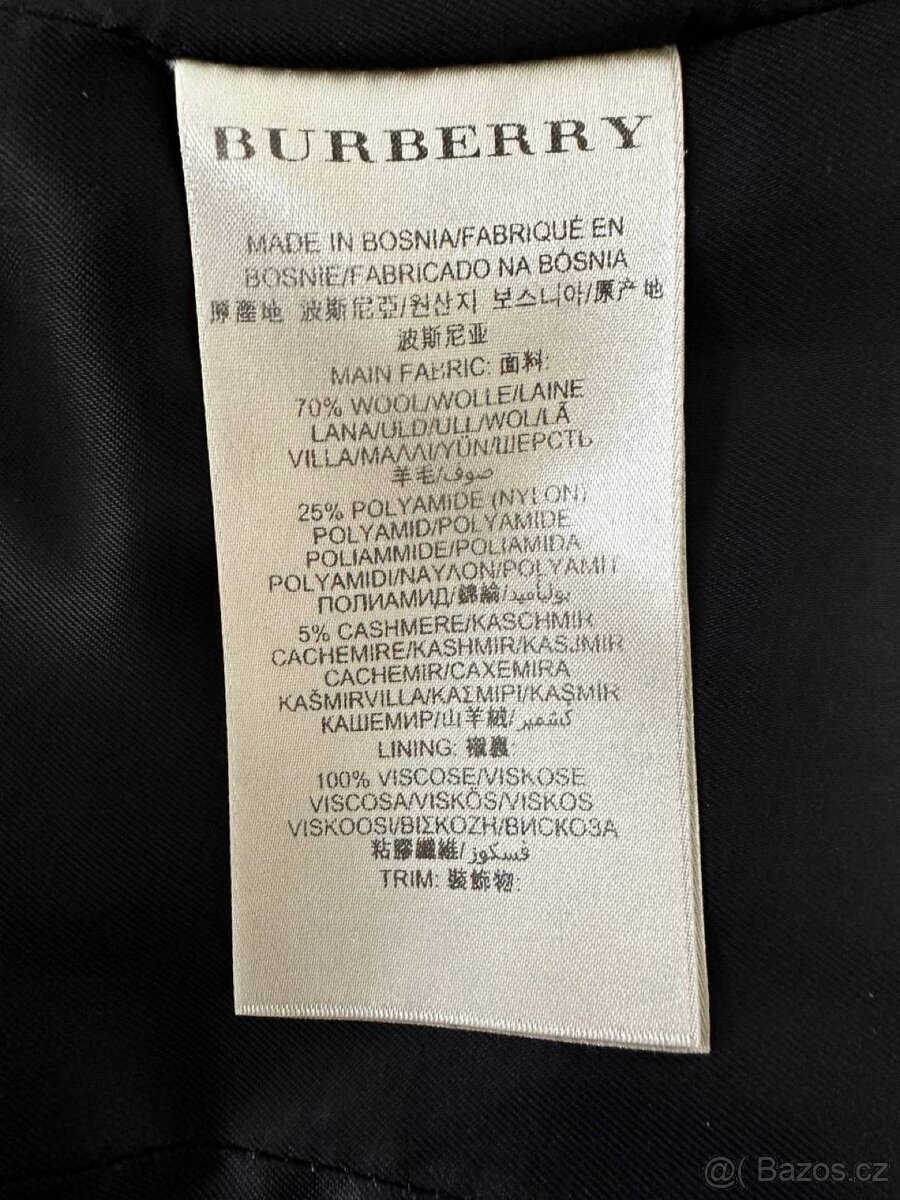 BURBERRY
MADE IN BOSNIA/FABRIQUÉ EN
BOSNIE/FABRICADO NA BÓSNIA
原產地 波斯尼亞/원산지 보스니아/原产地
波斯尼亚
MAIN FABRIC: 面料:
70% WOOL/WOLLE/LAINE
LANA/ULD/ULL/WOL/LÃ
VILLA/ΜΑΛΛΙ/YÜN/ШЕРСТЬ
羊毛/صوف
25% POLYAMIDE (NYLON)
POLYAMID/POLYAMIDE
POLIAMMIDE/POLIAMIDA
POLYAMIDI/ΝΑΥΛΟΝ/POLYAMİT
ПОЛИАМИД/錦綸/بولياميد
5% CASHMERE/KASCHMIR
CACHEMIRE/KASHMIR/KASJMIR
CACHEMIR/CAXEMIRA
KAŠMIRVILLA/ΚΑΣΜΙΡΙ/KAŞMİR
КАШЕМИР/山羊絨/كشمير
LINING: 襯裏
100% VISCOSE/VISKOSE
VISCOSA/VISKÓS/VISKOS
VISKOOSI/ΒΙΣΚΟΖΗ/ВИСКОЗА
粘膠纖維/فسكوز
TRIM: 裝飾物:
@( Bazos.cz